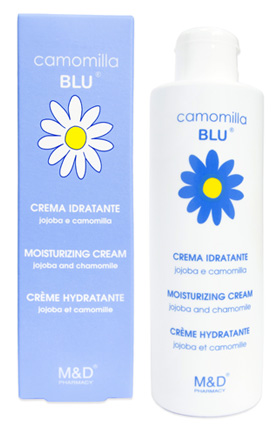 camomilla
BLU®
CREMA IDRATANTE
jojoba e camomilla
MOISTURIZING CREAM
jojoba and chamomile
CRÈME HYDRATANTE
jojoba et camomille
M&D®
PHARMACY
camomilla
BLU®
CREMA IDRATANTE
jojoba e camomilla
MOISTURIZING CREAM
jojoba and chamomile
CRÈME HYDRATANTE
jojoba et camomille
M&D®
PHARMACY